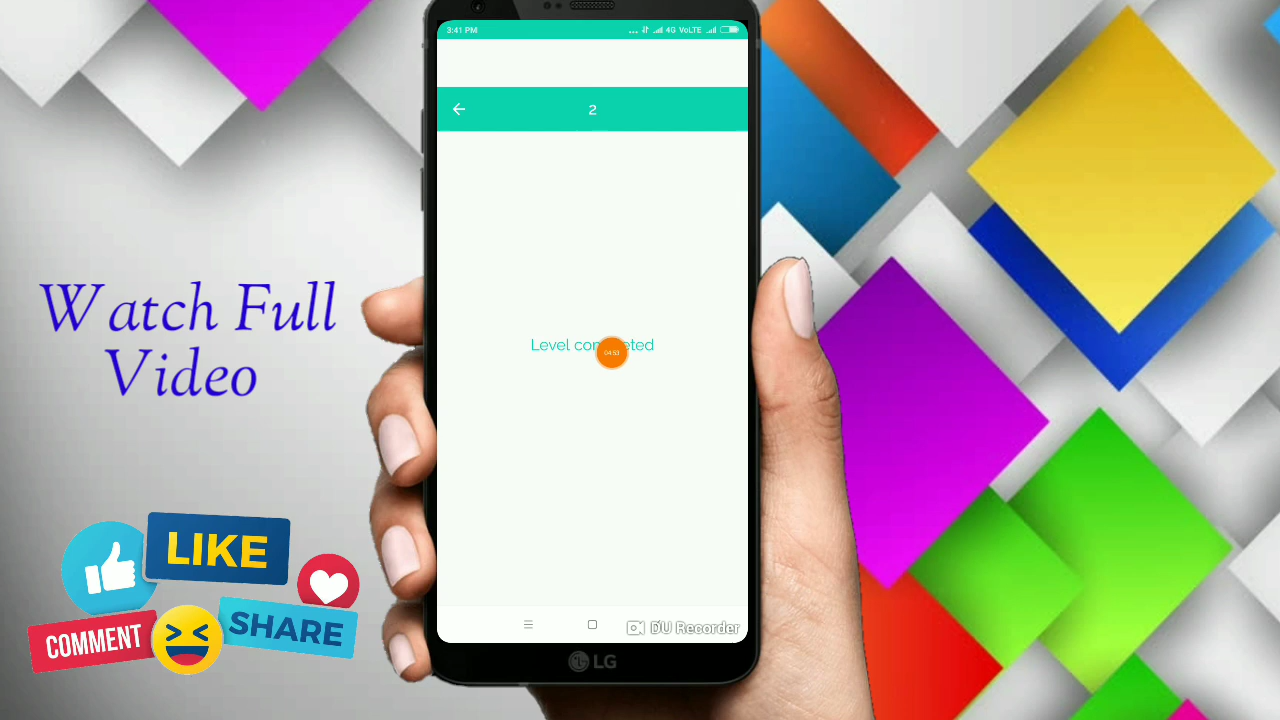 3:41 PM
4G VoLTE
2
Watch Full
Video
Level com eted
04:53
LIKE
COMMENT
SHARE
DU Recorder
LG